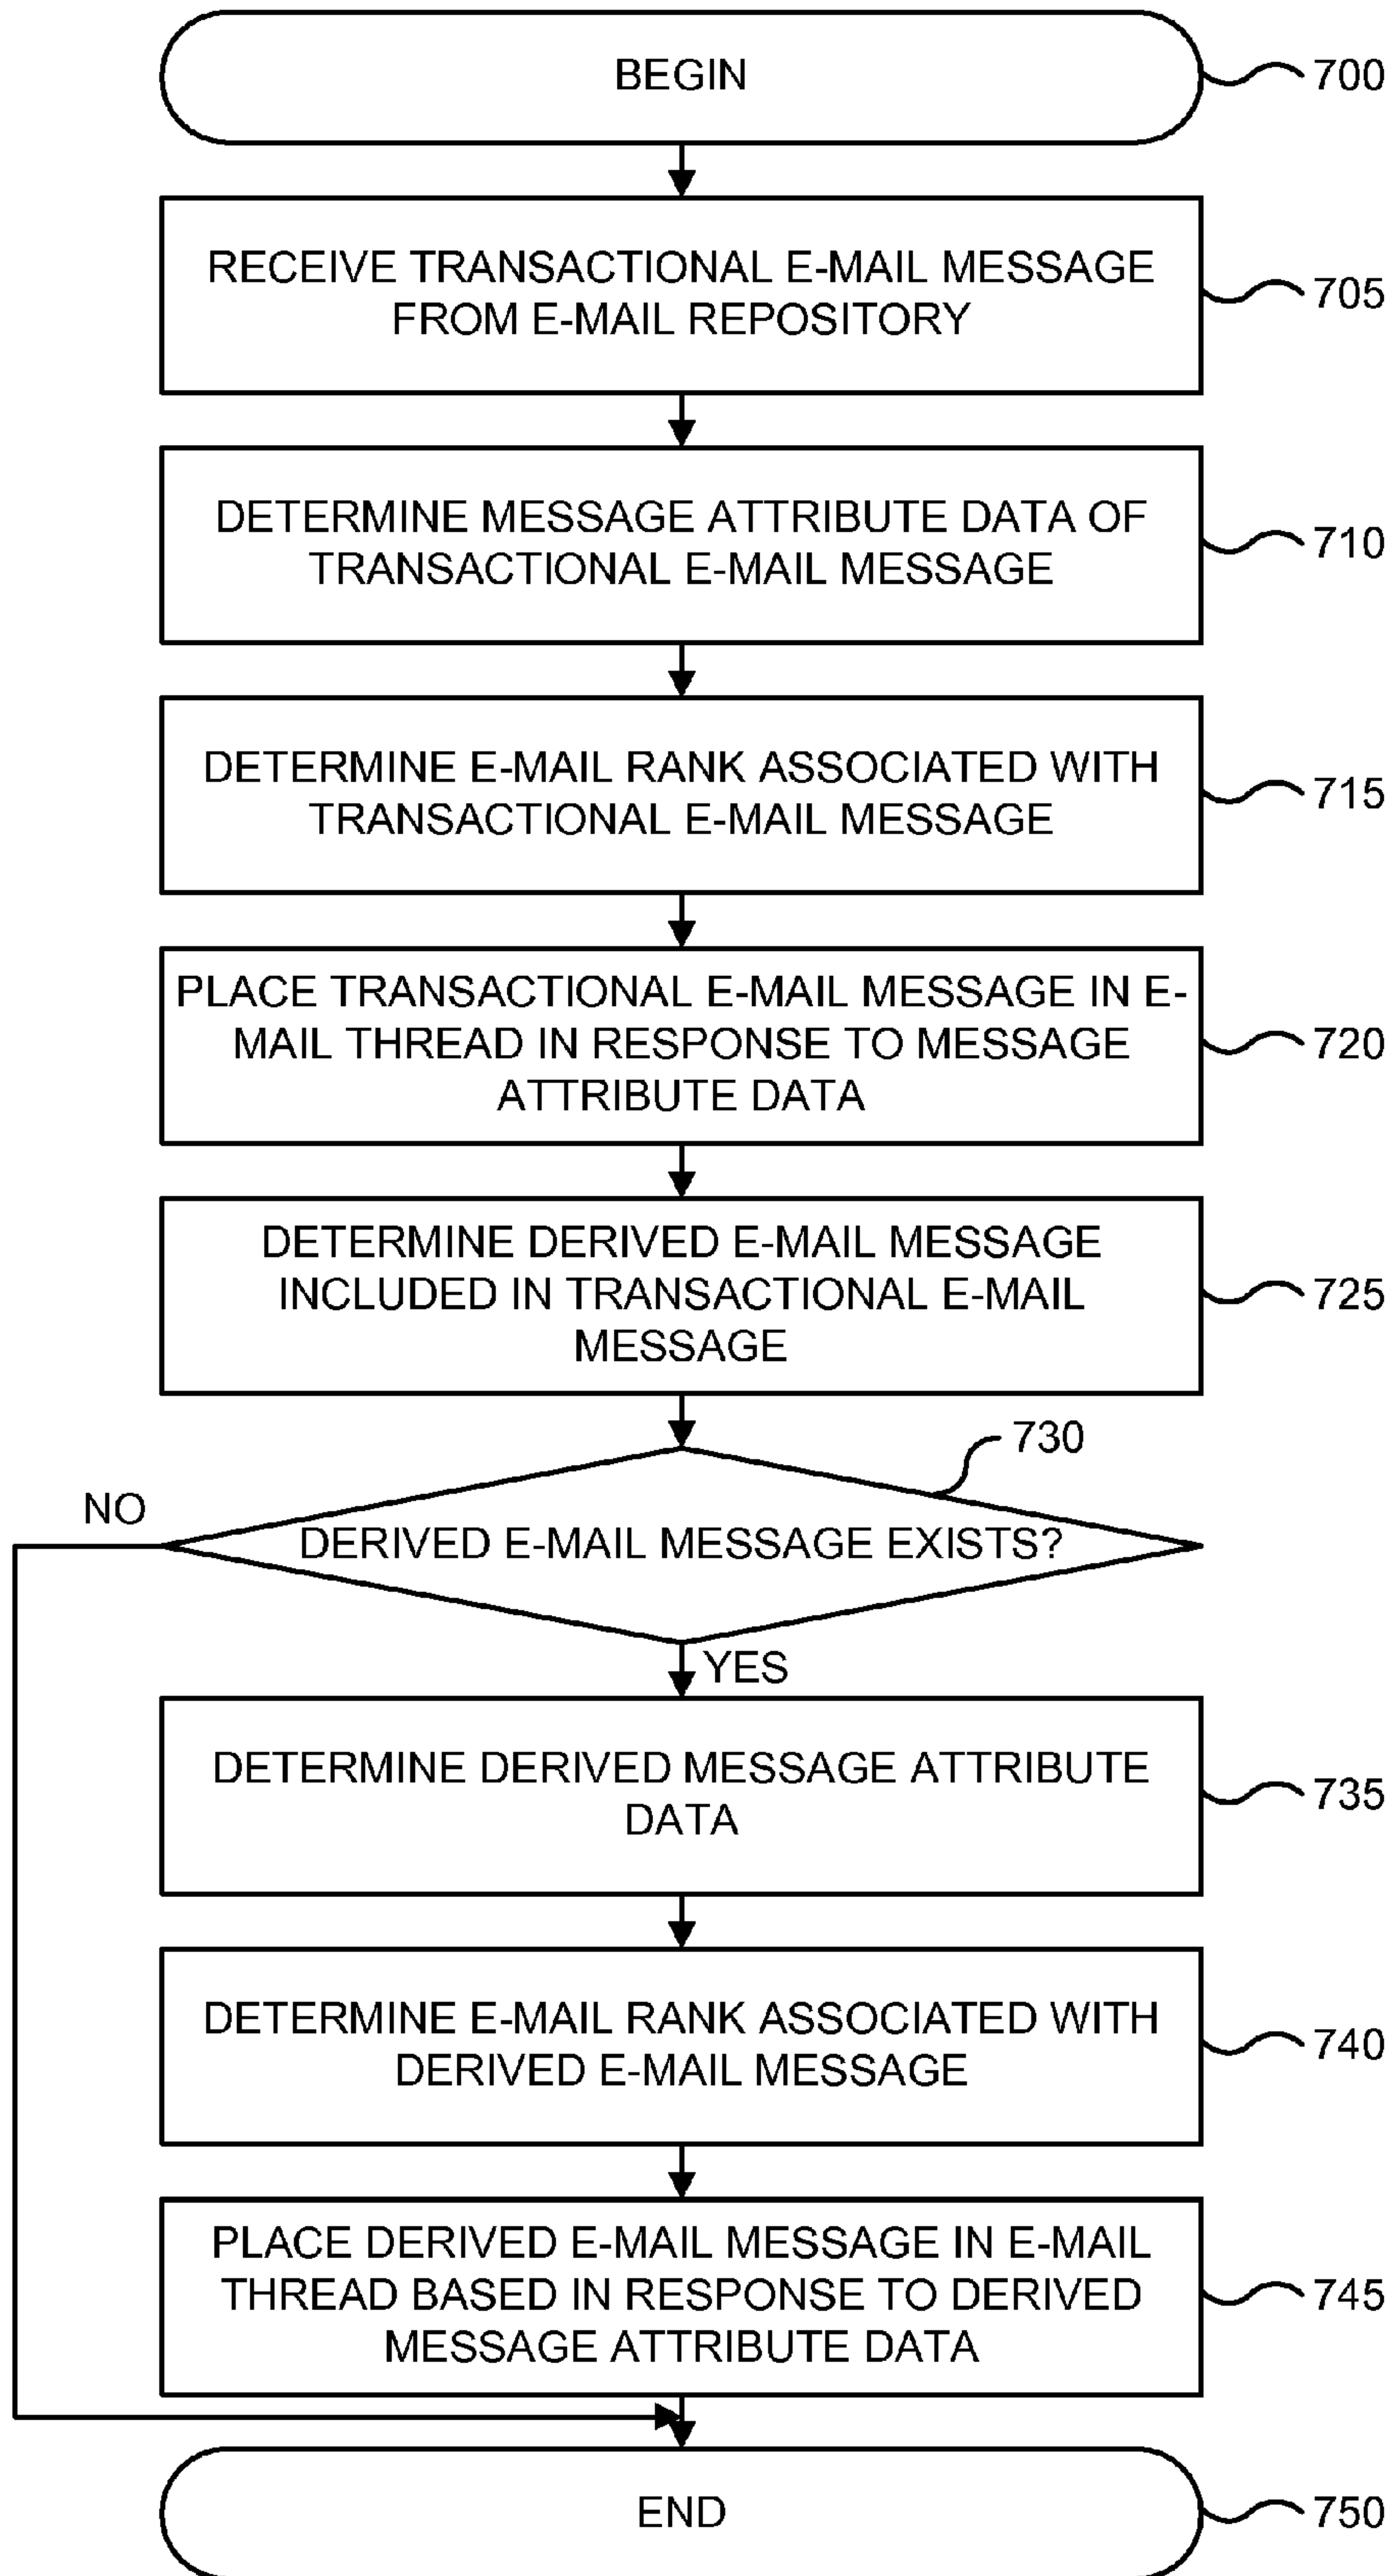 BEGIN
700
RECEIVE TRANSACTIONAL E-MAIL MESSAGE
FROM E-MAIL REPOSITORY
705
DETERMINE MESSAGE ATTRIBUTE DATA OF
TRANSACTIONAL E-MAIL MESSAGE
710
DETERMINE E-MAIL RANK ASSOCIATED WITH
TRANSACTIONAL E-MAIL MESSAGE
715
PLACE TRANSACTIONAL E-MAIL MESSAGE IN E-
MAIL THREAD IN RESPONSE TO MESSAGE
ATTRIBUTE DATA
720
DETERMINE DERIVED E-MAIL MESSAGE
INCLUDED IN TRANSACTIONAL E-MAIL
MESSAGE
725
730
NO
DERIVED E-MAIL MESSAGE EXISTS?
YES
DETERMINE DERIVED MESSAGE ATTRIBUTE
DATA
735
DETERMINE E-MAIL RANK ASSOCIATED WITH
DERIVED E-MAIL MESSAGE
740
PLACE DERIVED E-MAIL MESSAGE IN E-MAIL
THREAD BASED IN RESPONSE TO DERIVED
MESSAGE ATTRIBUTE DATA
745
END
750